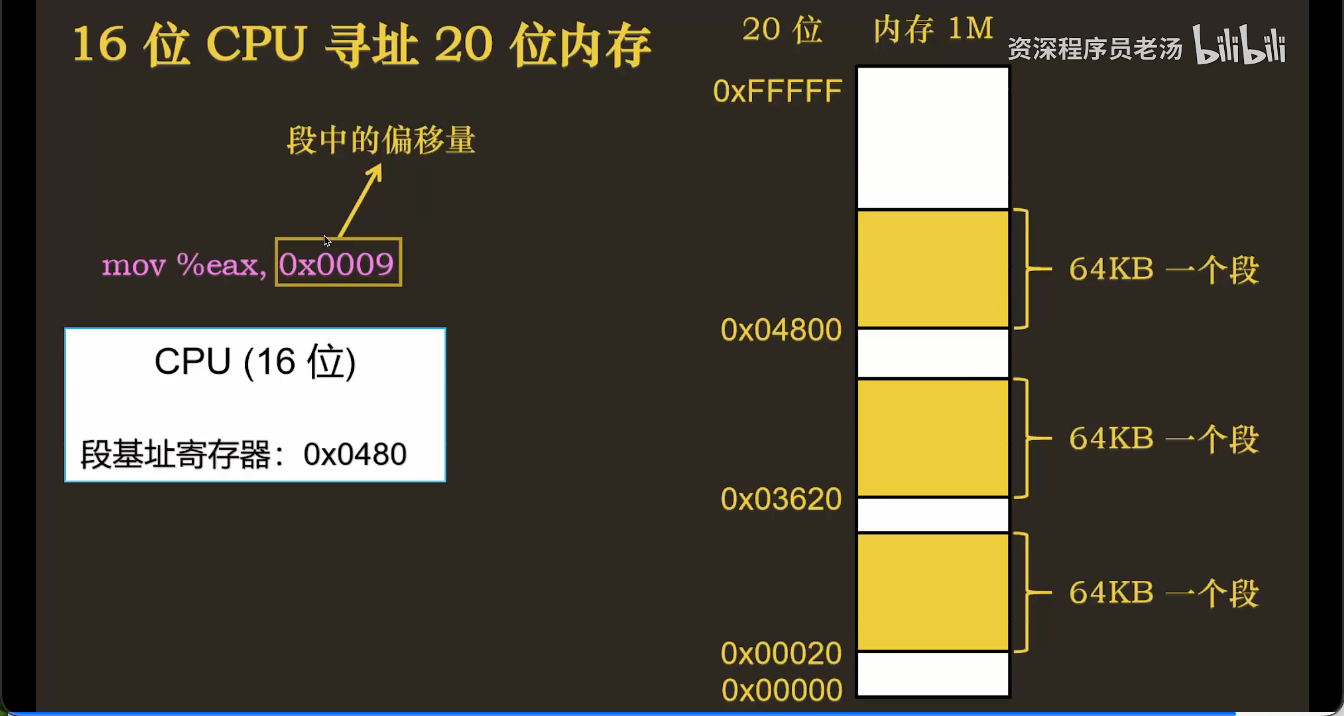 16 位 CPU 寻址 20 位内存
20 位
内存 1M
资深程序员老汤 bilibili
0xFFFFF
段中的偏移量
mov %eax, 0x0009
64KB 一个段
0x04800
CPU (16 位)
段基址寄存器：0x0480
64KB 一个段
0x03620
64KB 一个段
0x00020
0x00000